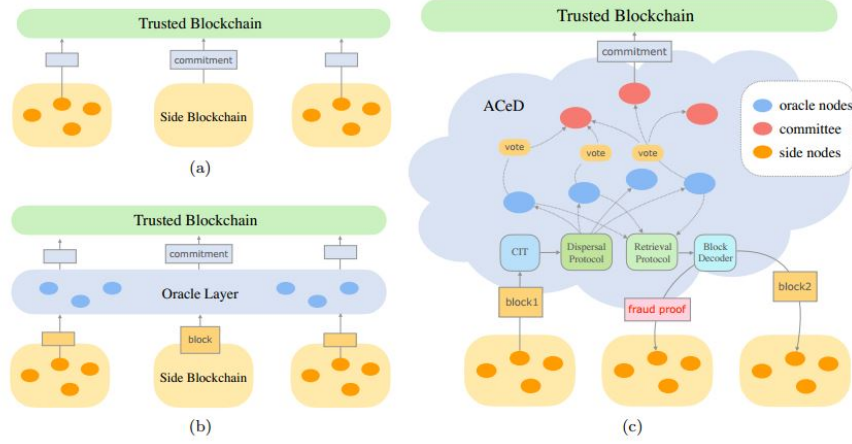 Trusted Blockchain
commitment
Side Blockchain
(a)
Trusted Blockchain
commitment
Oracle Layer
block
Side Blockchain
(b)
Trusted Blockchain
commitment
ACeD
oracle nodes
committee
side nodes
vote
vote
vote
CIT
Dispersal
Protocol
Retrieval
Protocol
Block
Decoder
block1
fraud proof
block2
(c)